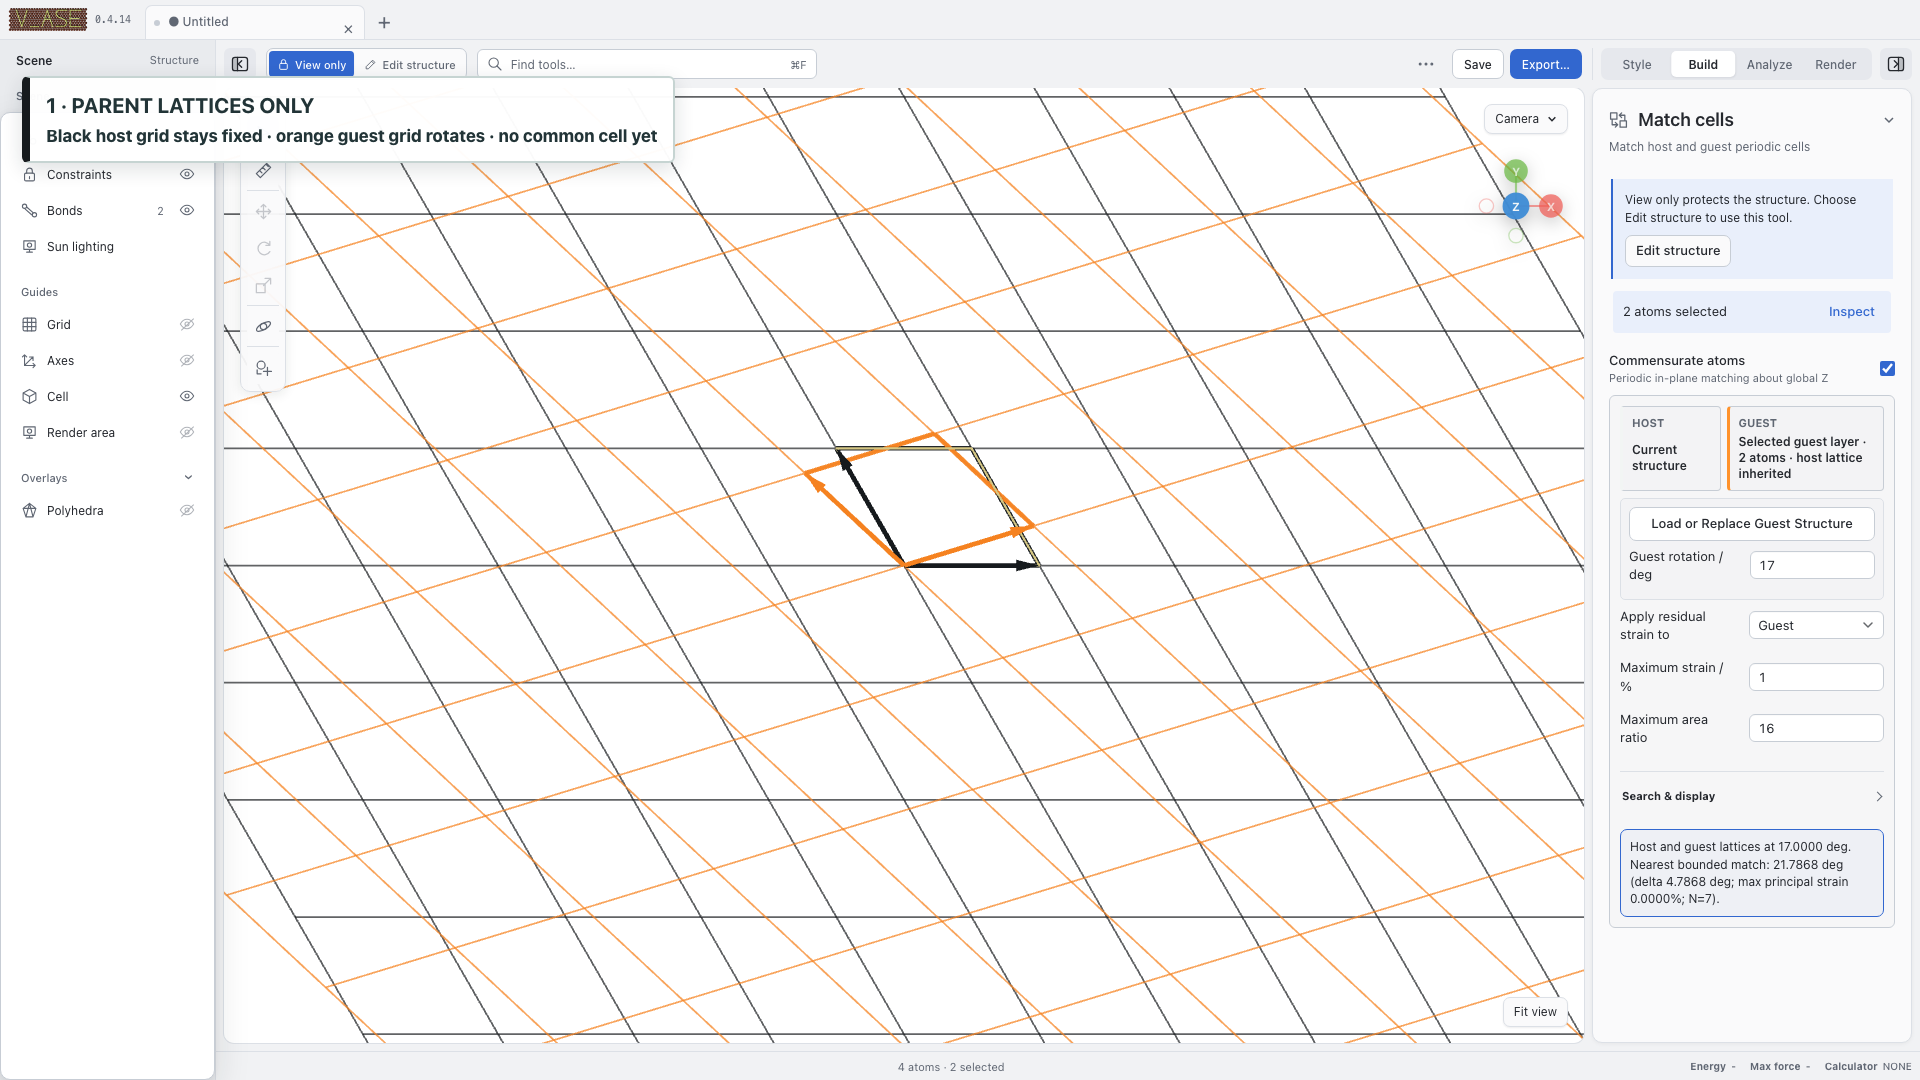 V_ASE 0.4.14
Untitled
Scene
Structure
View only
Edit structure
Find tools...
⌘F
Save
Export...
Style
Build
Analyze
Render
1 · PARENT LATTICES ONLY
Black host grid stays fixed · orange guest grid rotates · no common cell yet
Constraints
Bonds 2
Sun lighting
Guides
Grid
Axes
Cell
Render area
Overlays
Polyhedra
Camera
Y
Z
X
Fit view
Match cells
Match host and guest periodic cells
View only protects the structure. Choose
Edit structure to use this tool.
Edit structure
2 atoms selected
Inspect
Commensurate atoms
Periodic in-plane matching about global Z
HOST
Current
structure
GUEST
Selected guest layer ·
2 atoms · host lattice
inherited
Load or Replace Guest Structure
Guest rotation /
deg
17
Apply residual
strain to
Guest
Maximum strain /
%
1
Maximum area
ratio
16
Search & display
Host and guest lattices at 17.0000 deg.
Nearest bounded match: 21.7868 deg
(delta 4.7868 deg; max principal strain
0.0000%; N=7).
4 atoms · 2 selected
Energy -
Max force -
Calculator NONE